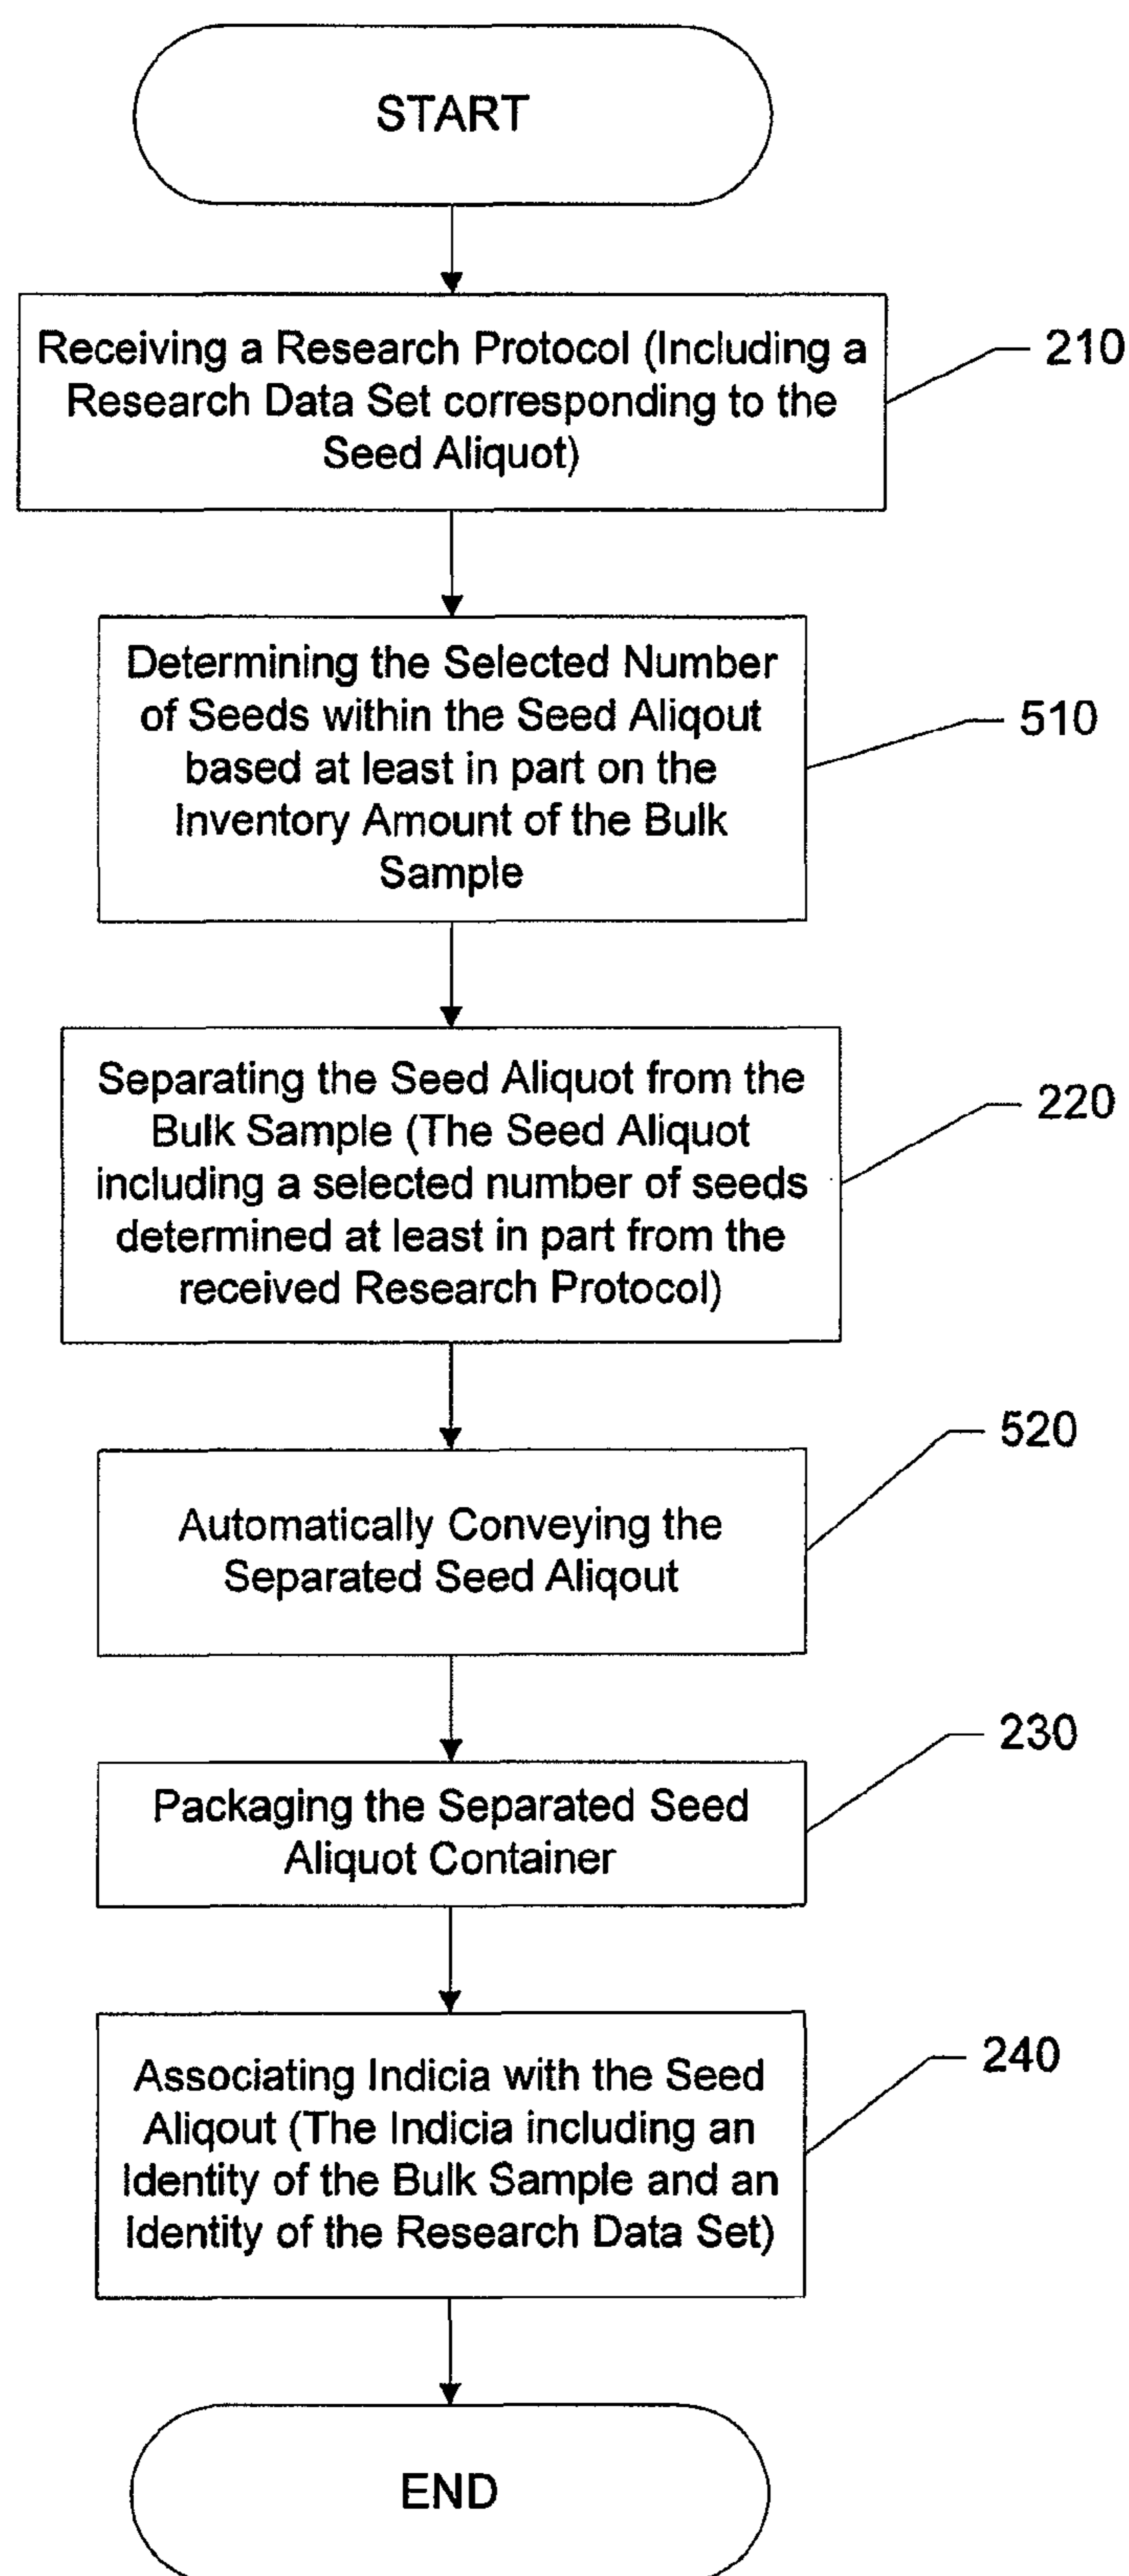 START
Receiving a Research Protocol (Including a
Research Data Set corresponding to the
Seed Aliquot)
210
Determining the Selected Number
of Seeds within the Seed Aliqout
based at least in part on the
Inventory Amount of the Bulk
Sample
510
Separating the Seed Aliquot from the
Bulk Sample (The Seed Aliquot
including a selected number of seeds
determined at least in part from the
received Research Protocol)
220
Automatically Conveying the
Separated Seed Aliqout
520
Packaging the Separated Seed
Aliquot Container
230
Associating Indicia with the Seed
Aliqout (The Indicia including an
Identity of the Bulk Sample and an
Identity of the Research Data Set)
240
END